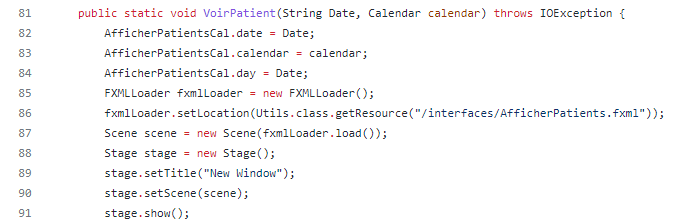 81 public static void VoirPatient(String Date, Calendar calendar) throws IOException {
82 AfficherPatientsCal.date = Date;
83 AfficherPatientsCal.calendar = calendar;
84 AfficherPatientsCal.day = Date;
85 FXMLLoader fxmlLoader = new FXMLLoader();
86 fxmlLoader.setLocation(Utils.class.getResource("/interfaces/AfficherPatients.fxml"));
87 Scene scene = new Scene(fxmlLoader.load());
88 Stage stage = new Stage();
89 stage.setTitle("New Window");
90 stage.setScene(scene);
91 stage.show();